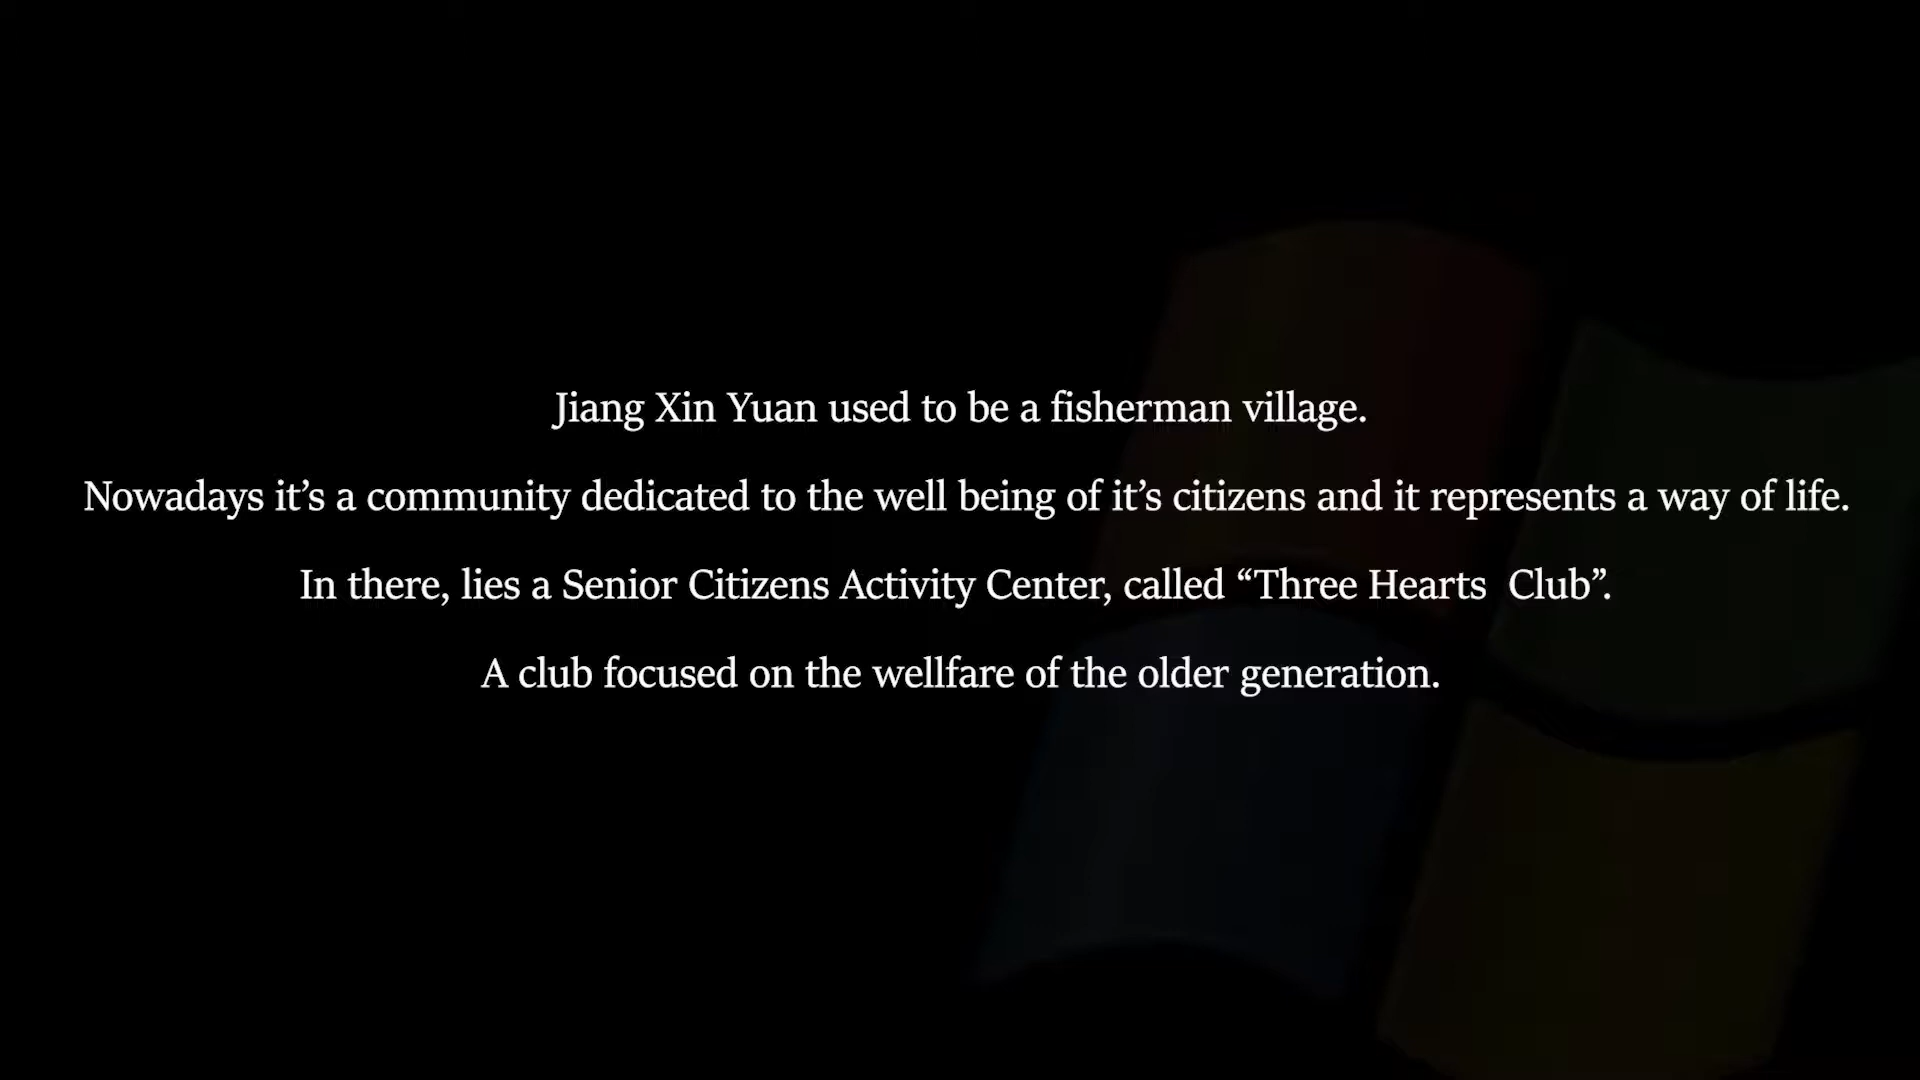 Jiang Xin Yuan used to be a fisherman village.
Nowadays it’s a community dedicated to the well being of it’s citizens and it represents a way of life.
In there, lies a Senior Citizens Activity Center, called “Three Hearts  Club”.
A club focused on the wellfare of the older generation.